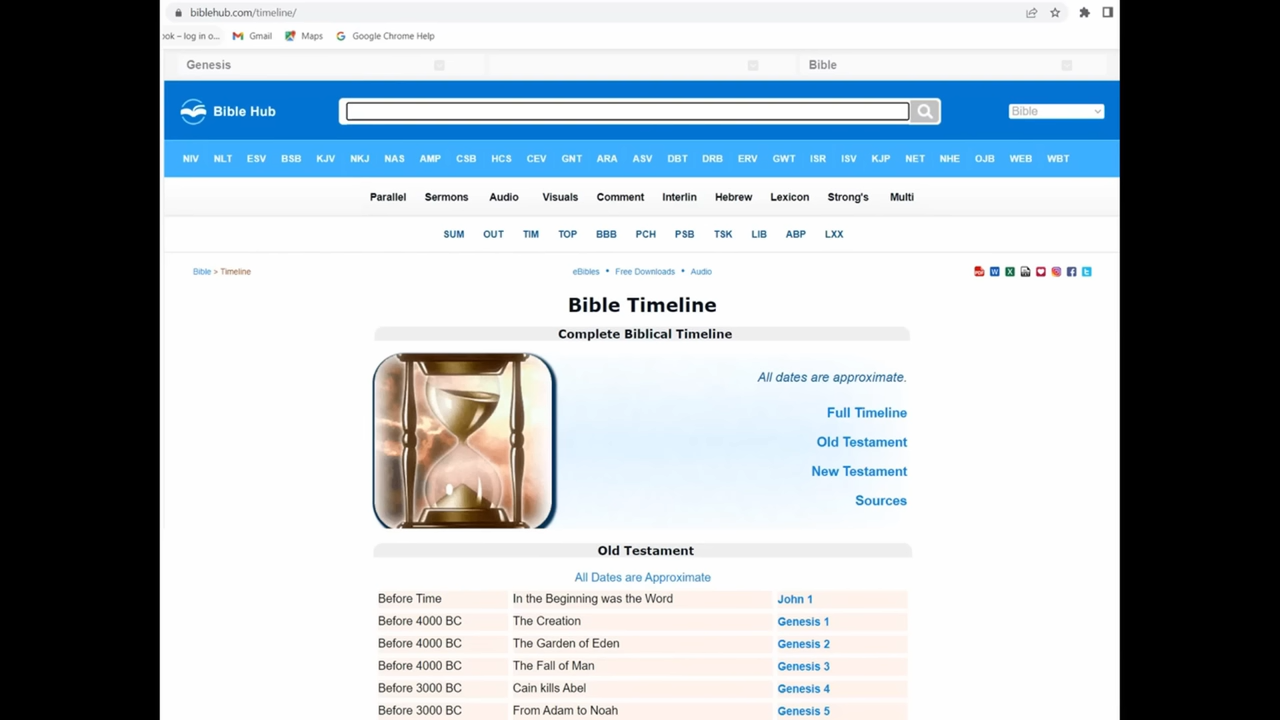 biblehub.com/timeline/
ook – log in o... Gmail Maps Google Chrome Help
Genesis Bible
Bible Hub Bible
NIV NLT ESV BSB KJV NKJ NAS AMP CSB HCS CEV GNT ARA ASV DBT DRB ERV GWT ISR ISV KJP NET NHE OJB WEB WBT
Parallel Sermons Audio Visuals Comment Interlin Hebrew Lexicon Strong's Multi
SUM OUT TIM TOP BBB PCH PSB TSK LIB ABP LXX
Bible > Timeline eBibles • Free Downloads • Audio
Bible Timeline
Complete Biblical Timeline
All dates are approximate.
Full Timeline
Old Testament
New Testament
Sources
Old Testament
All Dates are Approximate
Before Time In the Beginning was the Word John 1
Before 4000 BC The Creation Genesis 1
Before 4000 BC The Garden of Eden Genesis 2
Before 4000 BC The Fall of Man Genesis 3
Before 3000 BC Cain kills Abel Genesis 4
Before 3000 BC From Adam to Noah Genesis 5